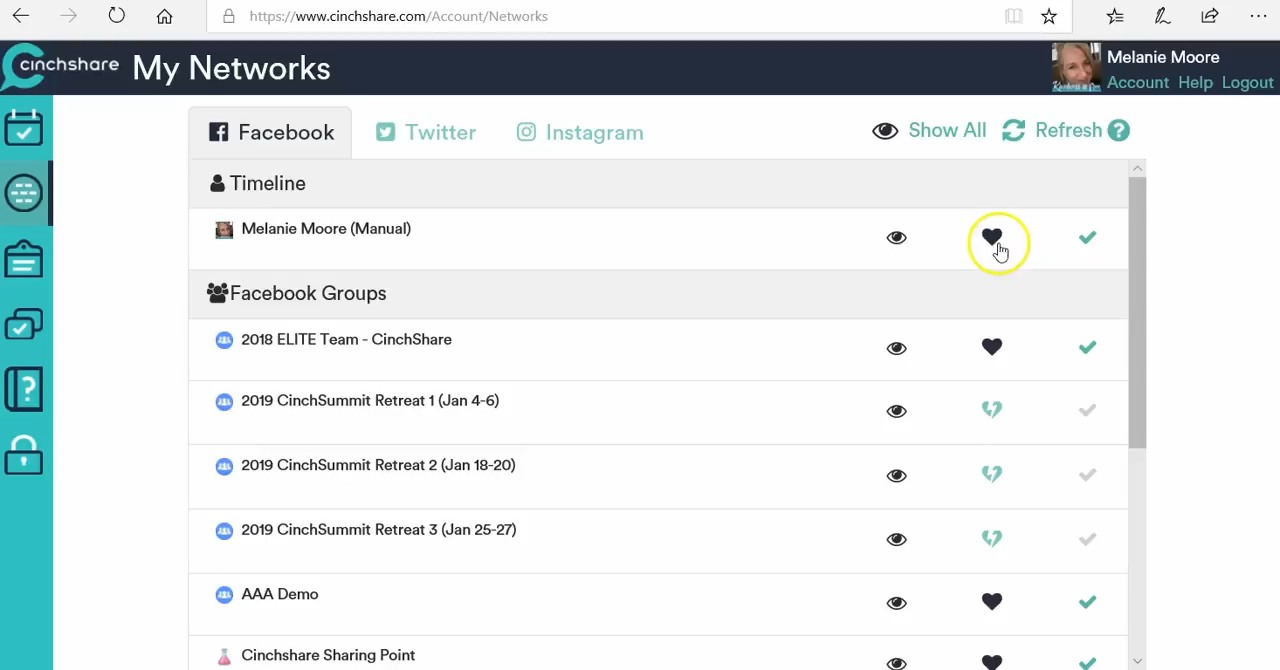 https://www.cinchshare.com/Account/Networks
cinchshare My Networks
Melanie Moore
Account Help Logout
Facebook Twitter Instagram Show All Refresh ?
Timeline
Melanie Moore (Manual)
Facebook Groups
2018 ELITE Team - CinchShare
2019 CinchSummit Retreat 1 (Jan 4-6)
2019 CinchSummit Retreat 2 (Jan 18-20)
2019 CinchSummit Retreat 3 (Jan 25-27)
AAA Demo
Cinchshare Sharing Point